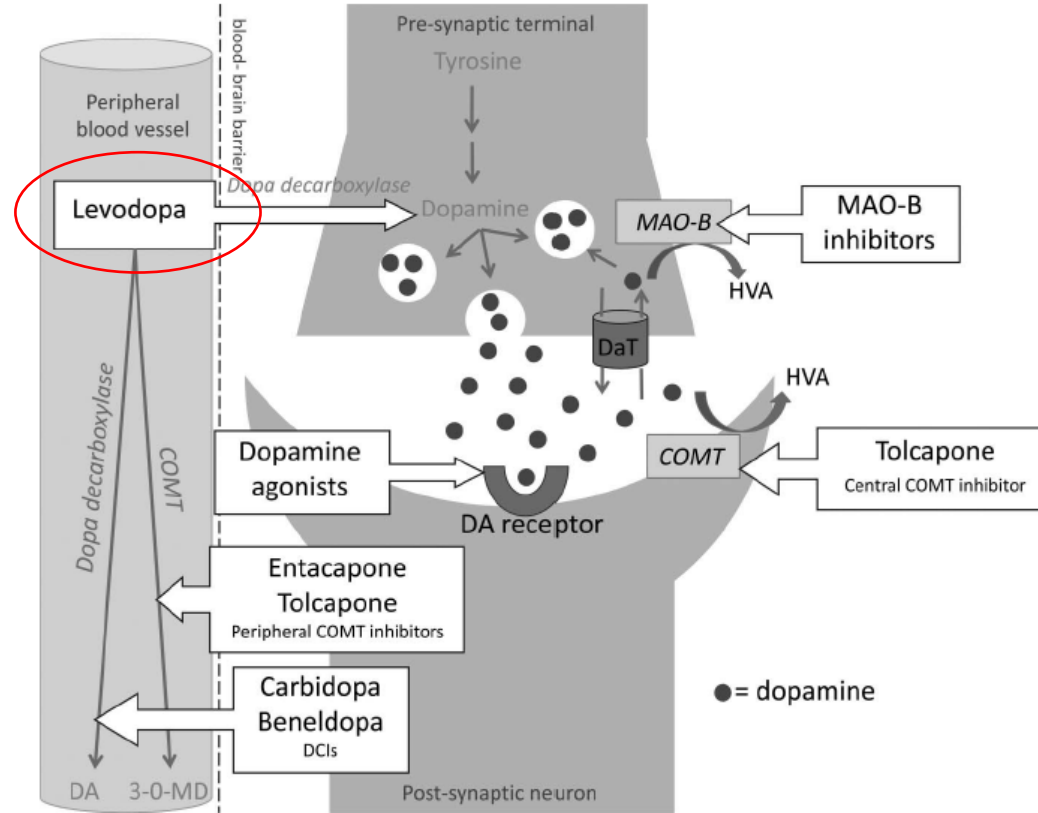 Pre-synaptic terminal
Tyrosine
blood- brain barrier
Peripheral
blood vessel
Dopa decarboxylase
Levodopa
Dopamine
MAO-B
MAO-B
inhibitors
HVA
DaT
HVA
Dopa decarboxylase
COMT
Dopamine
agonists
COMT
Tolcapone
Central COMT inhibitor
DA receptor
Entacapone
Tolcapone
Peripheral COMT inhibitors
Carbidopa
Beneldopa
DCIs
= dopamine
DA
3-0-MD
Post-synaptic neuron